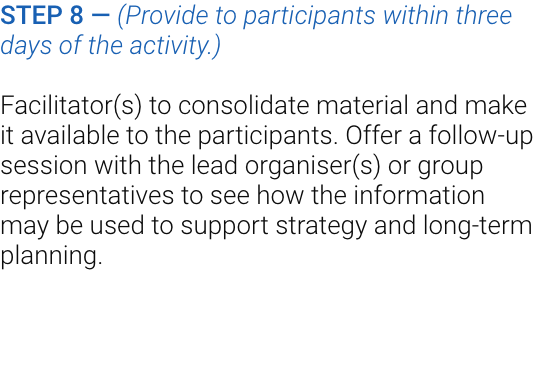 STEP 8 — (Provide to participants within three
days of the activity.)
Facilitator(s) to consolidate material and make
it available to the participants. Offer a follow-up
session with the lead organiser(s) or group
representatives to see how the information
may be used to support strategy and long-term
planning.